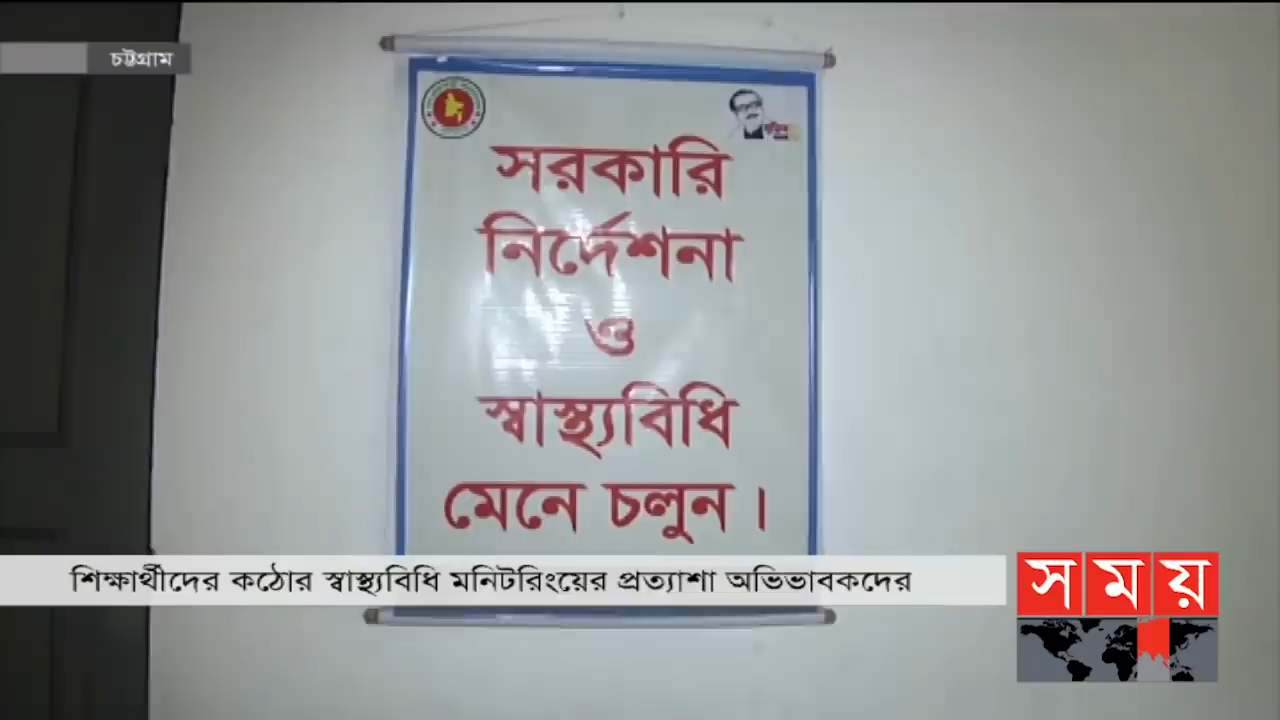 চট্টগ্রাম
সরকারি
নির্দেশনা
ও
স্বাস্থ্যবিধি
মেনে চলুন।
শিক্ষার্থীদের কঠোর স্বাস্থ্যবিধি মনিটরিংয়ের প্রত্যাশা অভিভাবকদের
সময়